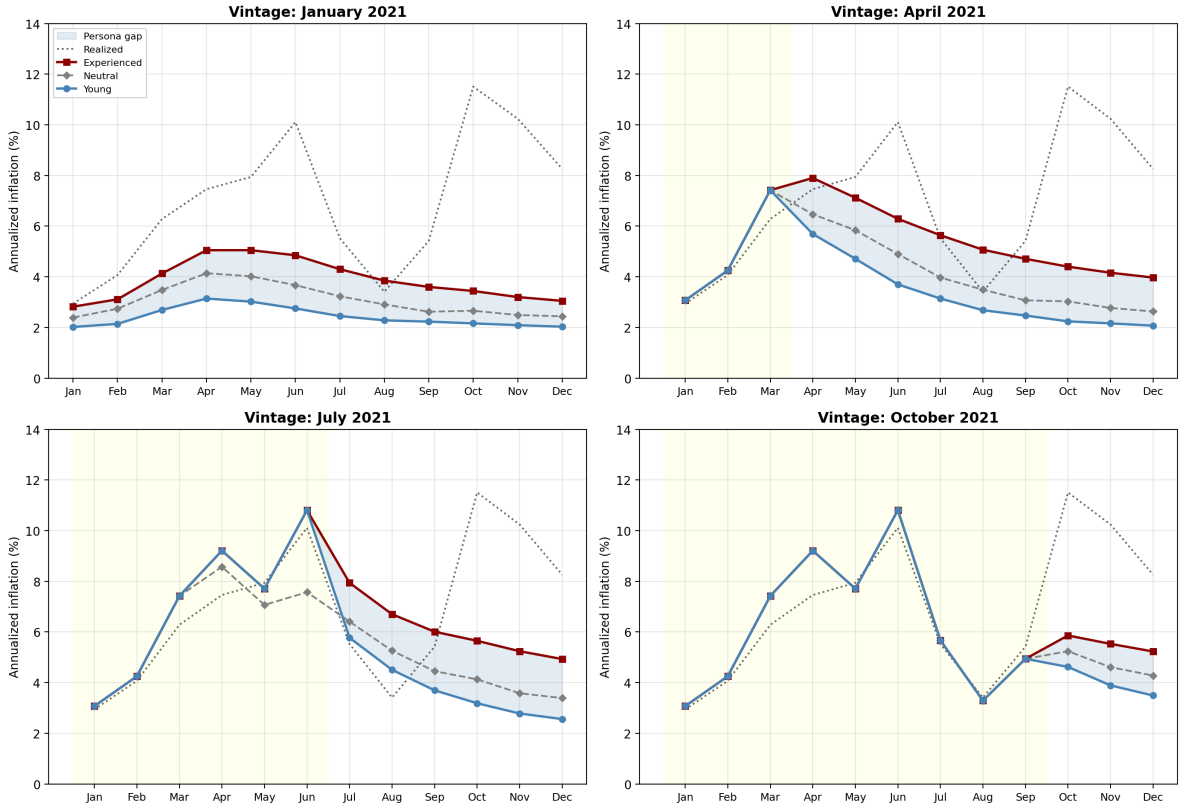 Vintage: January 2021
Annualized inflation (%)
14
12
10
8
6
4
2
0
Persona gap
Realized
Experienced
Neutral
Young
Jan Feb Mar Apr May Jun Jul Aug Sep Oct Nov Dec
Vintage: April 2021
Annualized inflation (%)
14
12
10
8
6
4
2
0
Jan Feb Mar Apr May Jun Jul Aug Sep Oct Nov Dec
Vintage: July 2021
Annualized inflation (%)
14
12
10
8
6
4
2
0
Jan Feb Mar Apr May Jun Jul Aug Sep Oct Nov Dec
Vintage: October 2021
Annualized inflation (%)
14
12
10
8
6
4
2
0
Jan Feb Mar Apr May Jun Jul Aug Sep Oct Nov Dec